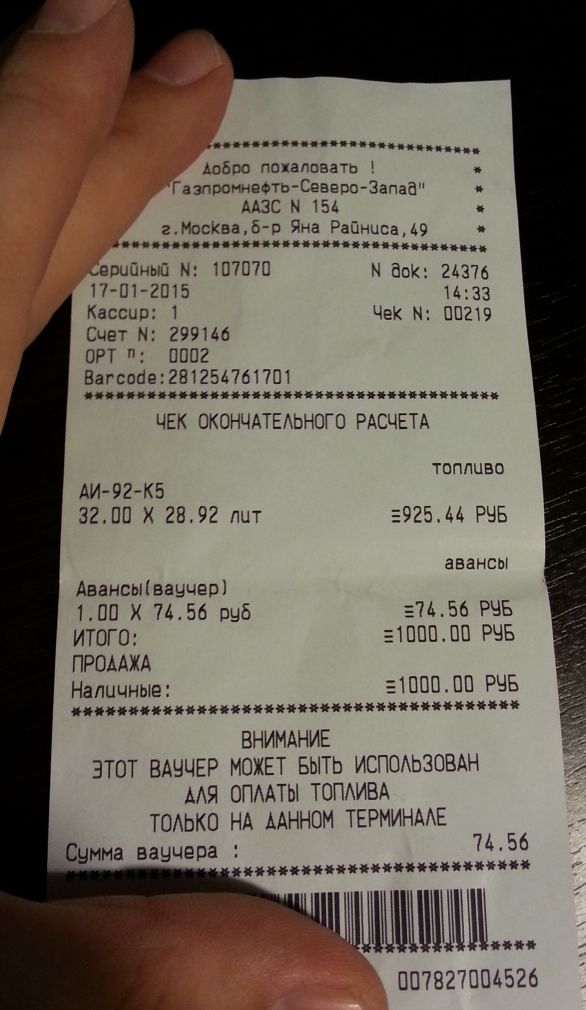 ****************************
Добро пожаловать ! *
"Газпромнефть-Северо-Запад" *
ААЗС N 154 *
г.Москва,б-р Яна Райниса,49 *
************************************
Серийный N: 107070 N док: 24376
17-01-2015 14:33
Кассир: 1 Чек N: 00219
Счет N: 299146
ОРТ п: 0002
Barcode:281254761701
****************************************
ЧЕК ОКОНЧАТЕЛЬНОГО РАСЧЕТА
топливо
АИ-92-К5
32.00 X 28.92 лит ≡925.44 РУБ
авансы
Авансы(ваучер)
1.00 X 74.56 руб ≡74.56 РУБ
ИТОГО: ≡1000.00 РУБ
ПРОДАЖА
Наличные: ≡1000.00 РУБ
****************************************
ВНИМАНИЕ
ЭТОТ ВАУЧЕР МОЖЕТ БЫТЬ ИСПОЛЬЗОВАН
ДЛЯ ОПЛАТЫ ТОПЛИВА
ТОЛЬКО НА ДАННОМ ТЕРМИНАЛЕ
Сумма ваучера : 74.56
****************************************
007827004526